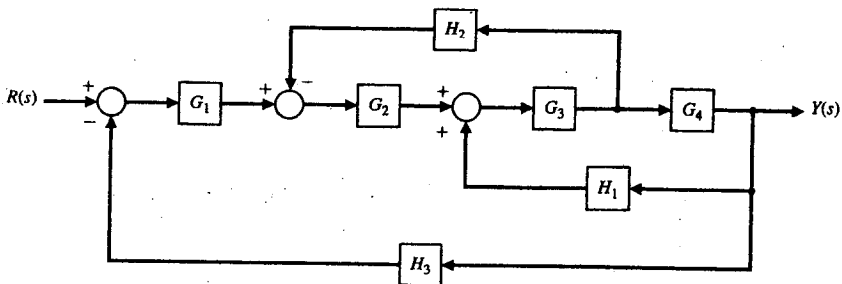 H2
R(s) + − G1 + − G2 + + G3 G4 Y(s)
H1
H3